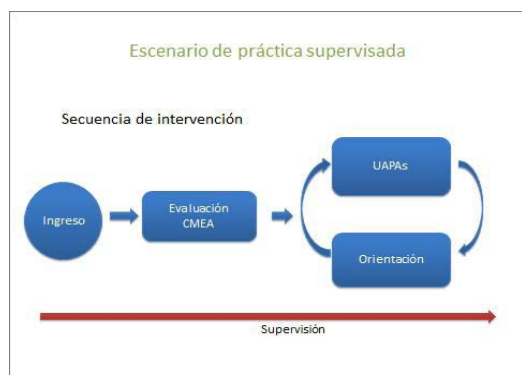 Escenario de práctica supervisada
Secuencia de intervención
Ingreso
Evaluación
CMEA
UAPAs
Orientación
Supervisión